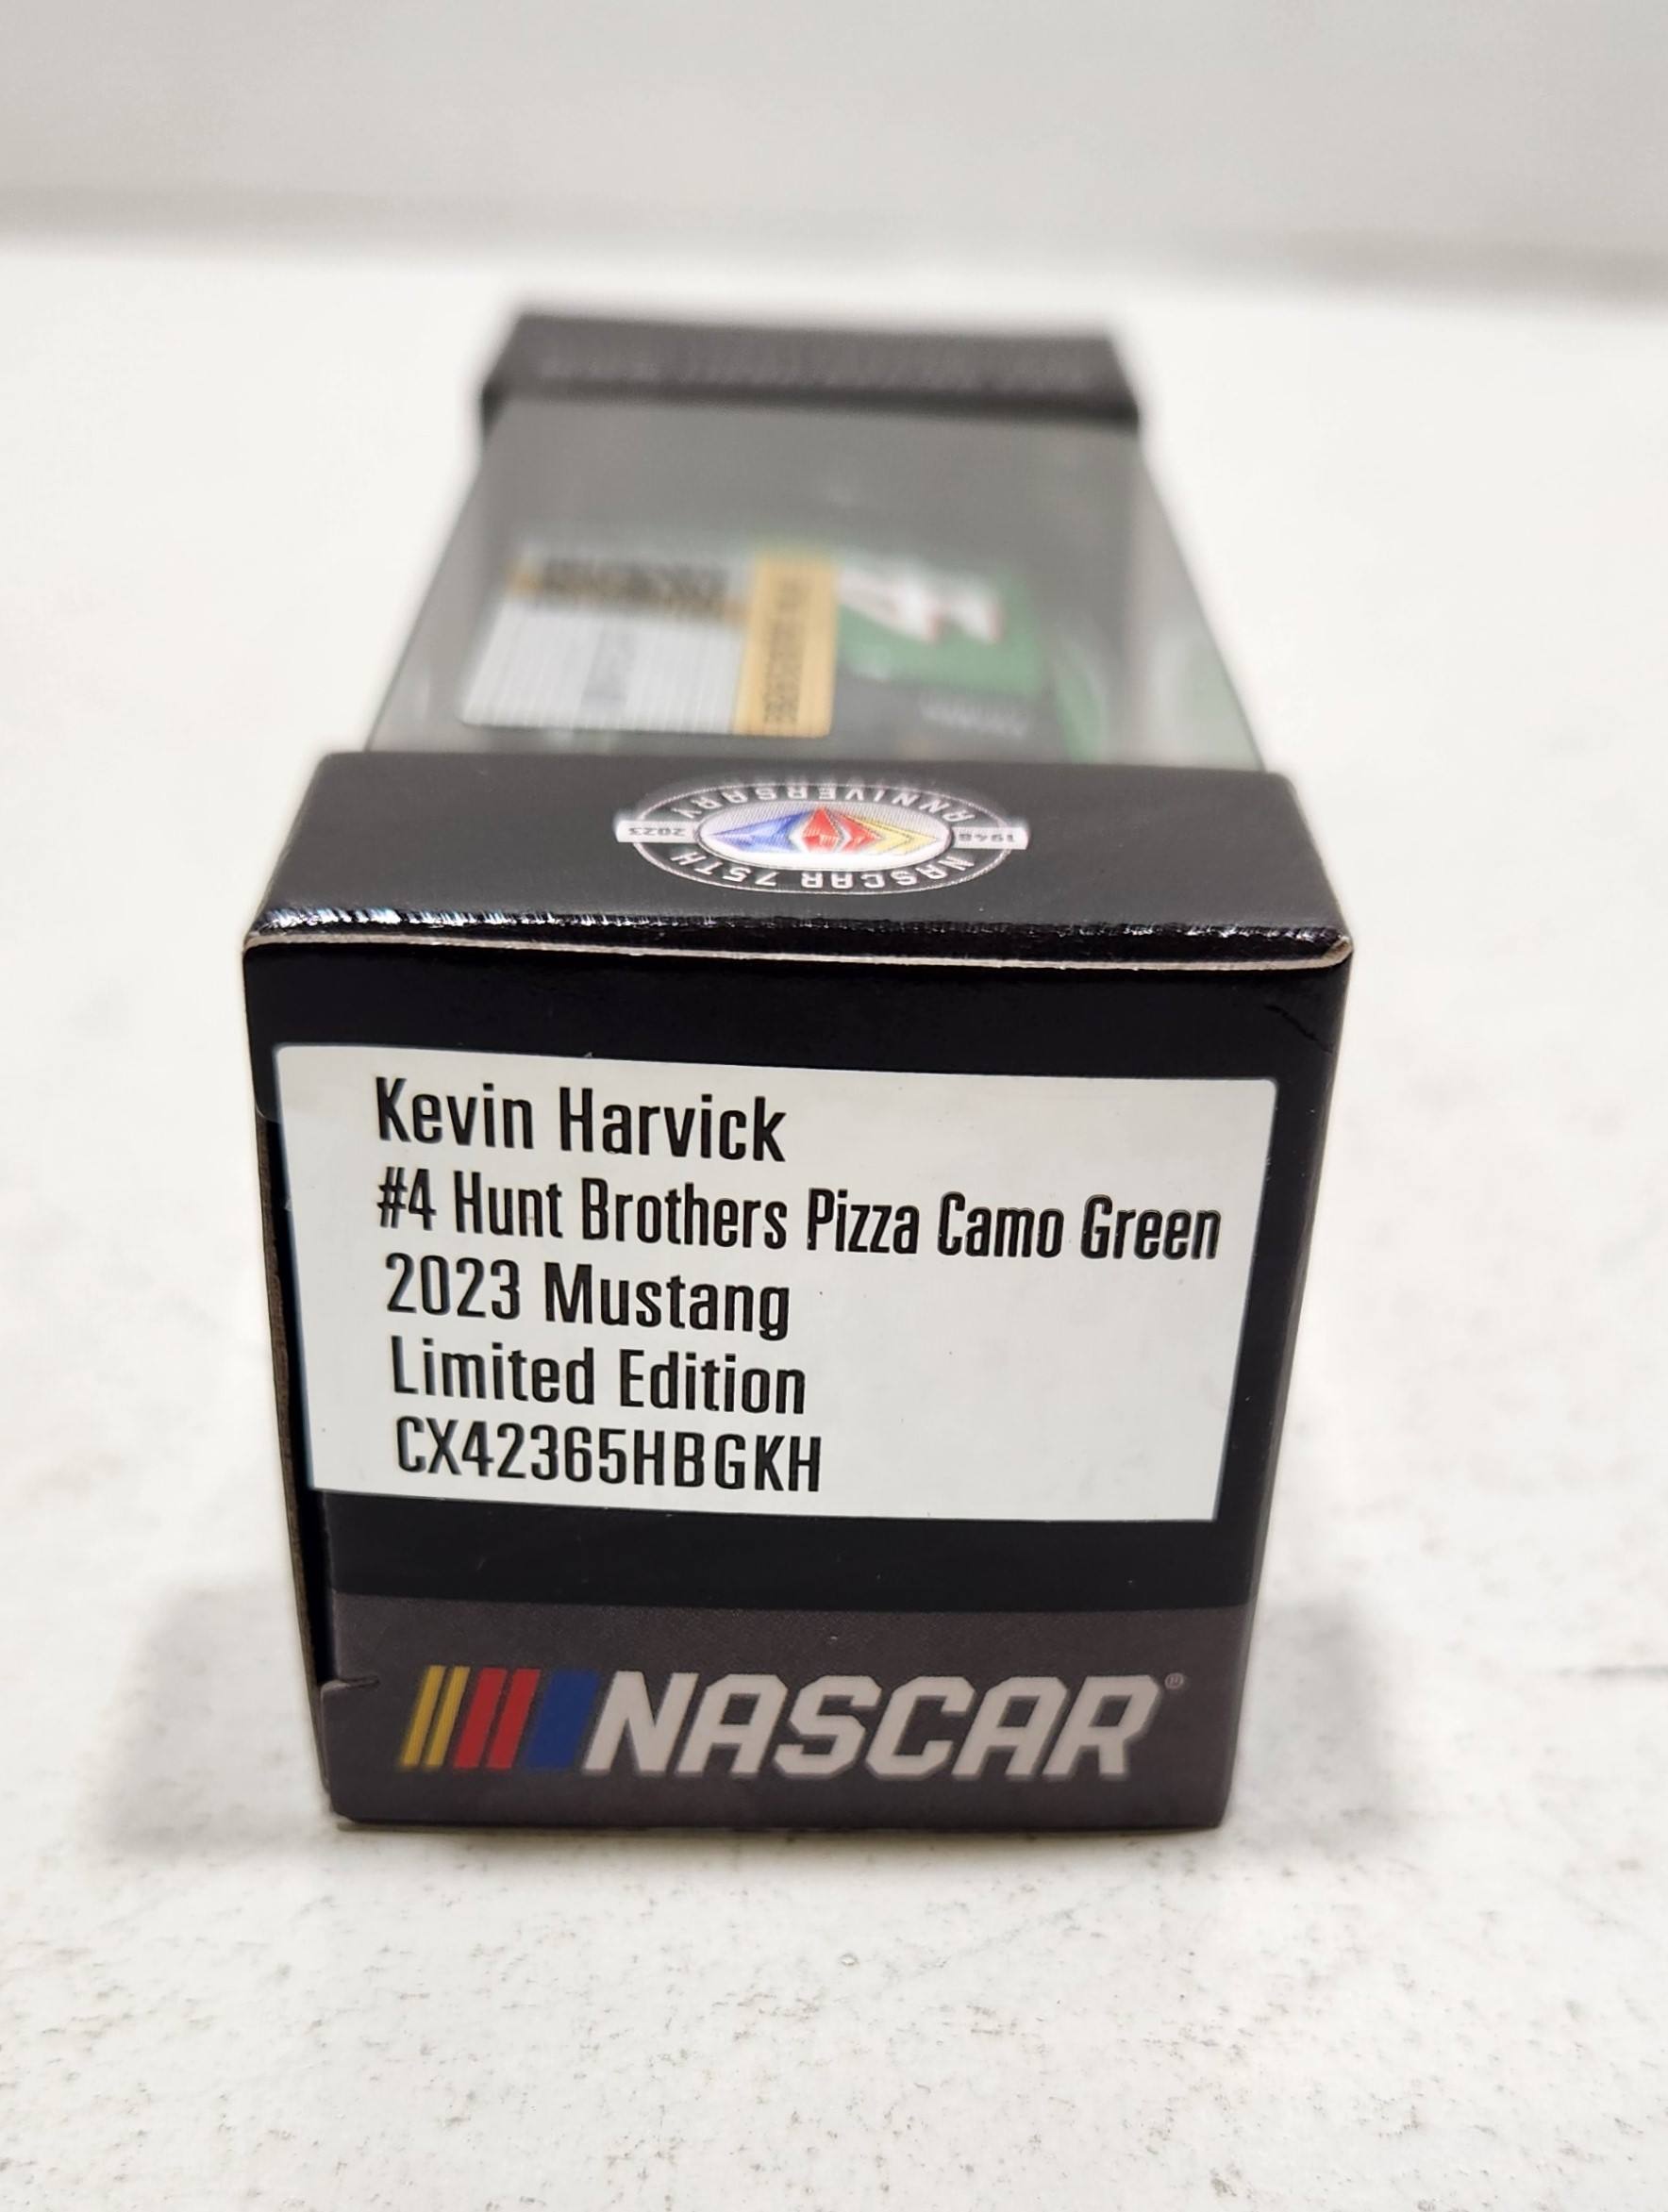 NASCAR 75TH ANNIVERSARY
1948 2023
Kevin Harvick
#4 Hunt Brothers Pizza Camo Green
2023 Mustang
Limited Edition
CX42365HBGKH
NASCAR®